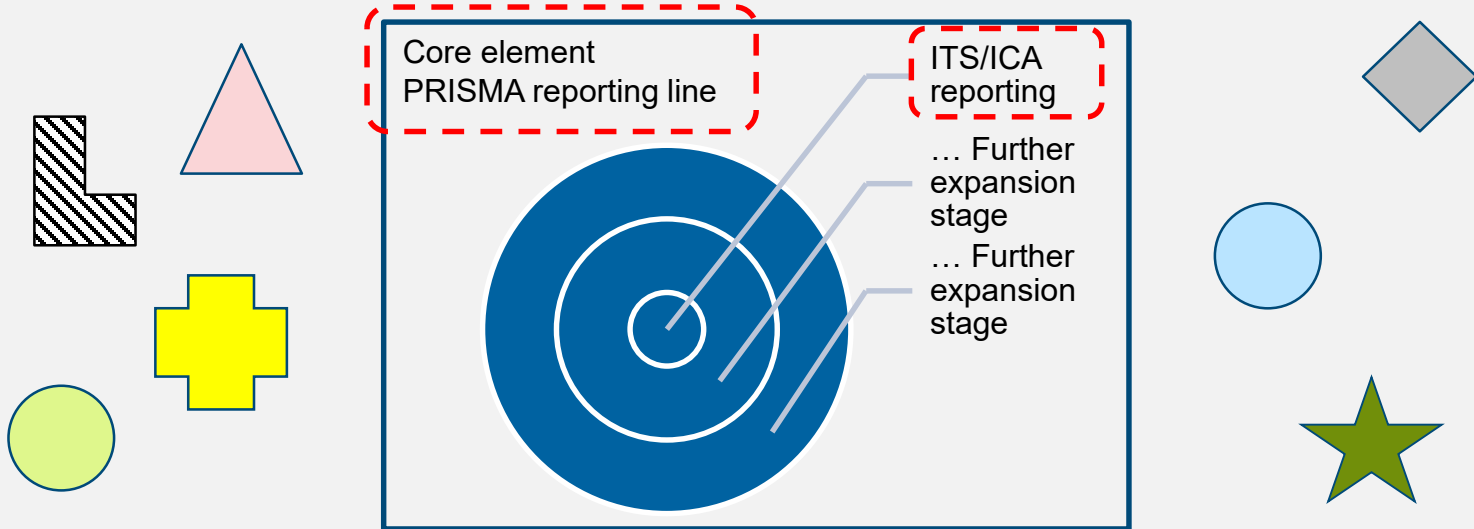 Core element
PRISMA reporting line
ITS/ICA
reporting
… Further
expansion
stage
… Further
expansion
stage